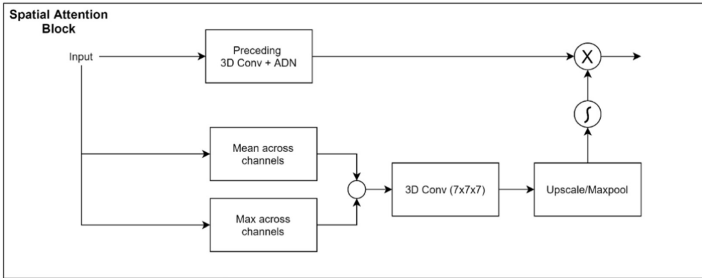 Spatial Attention
Block
Input
Preceding
3D Conv + ADN
X
∫
Mean across
channels
3D Conv (7x7x7)
Upscale/Maxpool
Max across
channels